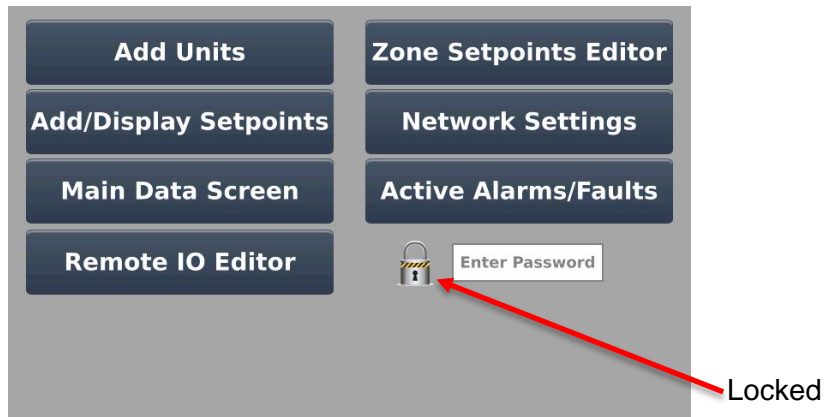 Add Units
Zone Setpoints Editor
Add/Display Setpoints
Network Settings
Main Data Screen
Active Alarms/Faults
Remote IO Editor
Enter Password
Locked